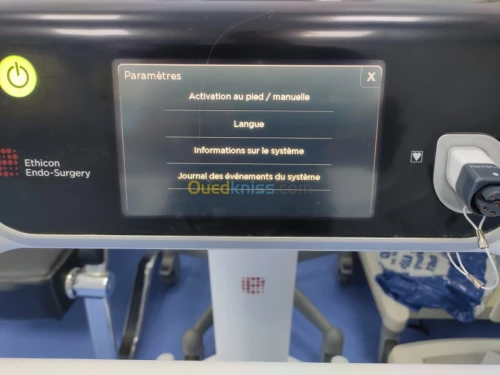 Paramètres
X
Activation au pied / manuelle
Langue
Informations sur le système
Journal des événements du système
Ouedkniss.com
Ethicon
Endo-Surgery